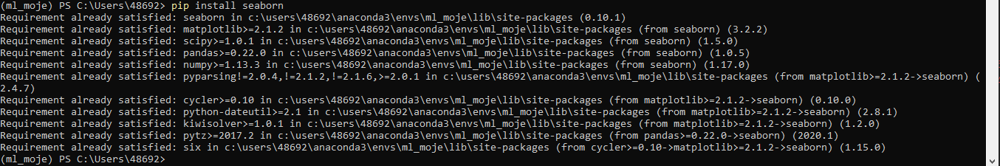 (ml_moje) PS C:\Users\48692> pip install seaborn
Requirement already satisfied: seaborn in c:\users\48692\anaconda3\envs\ml_moje\lib\site-packages (0.10.1)
Requirement already satisfied: matplotlib>=2.1.2 in c:\users\48692\anaconda3\envs\ml_moje\lib\site-packages (from seaborn) (3.2.2)
Requirement already satisfied: scipy>=1.0.1 in c:\users\48692\anaconda3\envs\ml_moje\lib\site-packages (from seaborn) (1.5.0)
Requirement already satisfied: pandas>=0.22.0 in c:\users\48692\anaconda3\envs\ml_moje\lib\site-packages (from seaborn) (1.0.5)
Requirement already satisfied: numpy>=1.13.3 in c:\users\48692\anaconda3\envs\ml_moje\lib\site-packages (from seaborn) (1.17.0)
Requirement already satisfied: pyparsing!=2.0.4,!=2.1.2,!=2.1.6,>=2.0.1 in c:\users\48692\anaconda3\envs\ml_moje\lib\site-packages (from matplotlib>=2.1.2->seaborn) (
2.4.7)
Requirement already satisfied: cycler>=0.10 in c:\users\48692\anaconda3\envs\ml_moje\lib\site-packages (from matplotlib>=2.1.2->seaborn) (0.10.0)
Requirement already satisfied: python-dateutil>=2.1 in c:\users\48692\anaconda3\envs\ml_moje\lib\site-packages (from matplotlib>=2.1.2->seaborn) (2.8.1)
Requirement already satisfied: kiwisolver>=1.0.1 in c:\users\48692\anaconda3\envs\ml_moje\lib\site-packages (from matplotlib>=2.1.2->seaborn) (1.2.0)
Requirement already satisfied: pytz>=2017.2 in c:\users\48692\anaconda3\envs\ml_moje\lib\site-packages (from pandas>=0.22.0->seaborn) (2020.1)
Requirement already satisfied: six in c:\users\48692\anaconda3\envs\ml_moje\lib\site-packages (from cycler>=0.10->matplotlib>=2.1.2->seaborn) (1.15.0)
(ml_moje) PS C:\Users\48692>